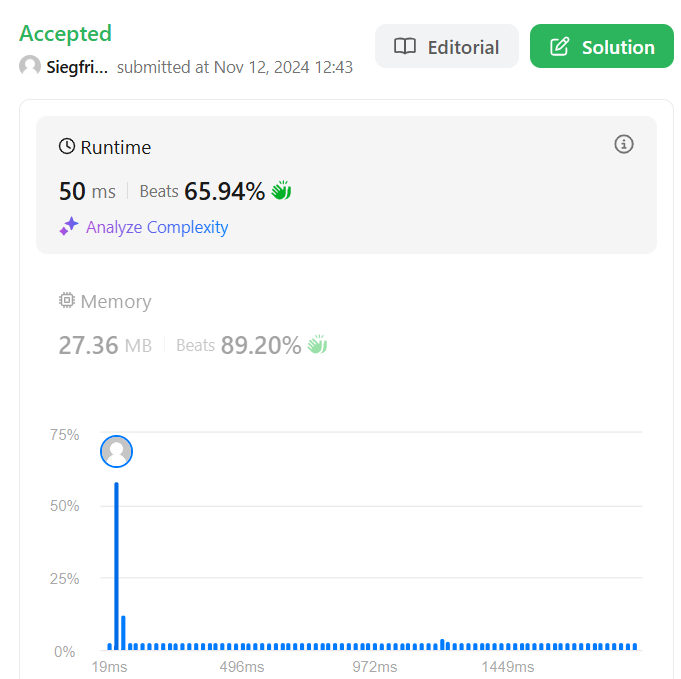 Accepted
Editorial
Solution
Siegfri... submitted at Nov 12, 2024 12:43
Runtime
50 ms Beats 65.94%
Analyze Complexity
Memory
27.36 MB Beats 89.20%
75%
50%
25%
0%
19ms 496ms 972ms 1449ms